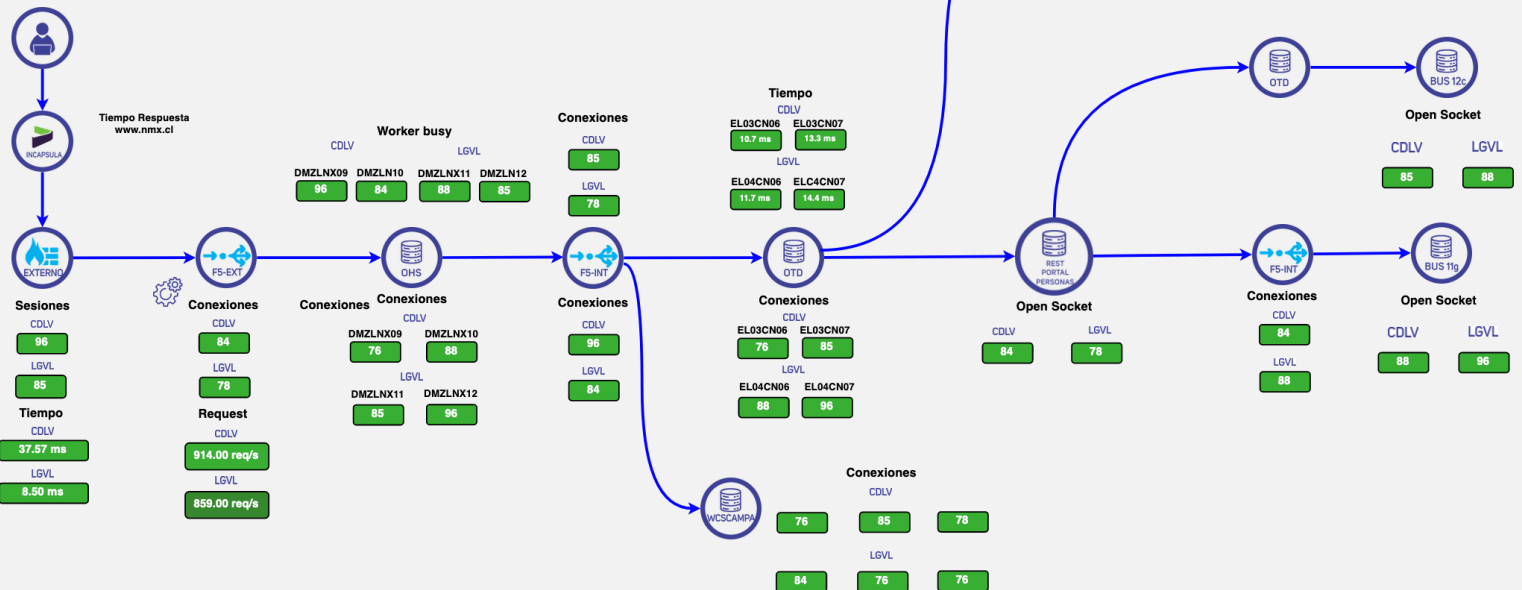 INCAPSULA
Tiempo Respuesta
www.nmx.cl
EXTERNO
Sesiones
CDLV
96
LGVL
85
Tiempo
CDLV
37.57 ms
LGVL
8.50 ms
F5-EXT
Conexiones
CDLV
84
LGVL
78
Request
CDLV
914.00 req/s
LGVL
859.00 req/s
Worker busy
CDLV LGVL
DMZLNX09 DMZLN10 DMZLNX11 DMZLN12
96 84 88 85
OHS
Conexiones Conexiones
CDLV
DMZLNX09 DMZLNX10
76 88
LGVL
DMZLNX11 DMZLNX12
85 96
Conexiones
CDLV
85
LGVL
78
F5-INT
Conexiones
CDLV
96
LGVL
84
Tiempo
CDLV
EL03CN06 EL03CN07
10.7 ms 13.3 ms
LGVL
EL04CN06 ELC4CN07
11.7 ms 14.4 ms
OTD
Conexiones
CDLV
EL03CN06 EL03CN07
76 85
LGVL
EL04CN06 EL04CN07
88 96
WCSCAMPA
Conexiones
CDLV
76 85 78
LGVL
84 76 76
REST
PORTAL
PERSONAS
Open Socket
CDLV LGVL
84 78
OTD
BUS 12c
Open Socket
CDLV LGVL
85 88
F5-INT
Conexiones
CDLV
84
LGVL
88
BUS 11g
Open Socket
CDLV LGVL
88 96